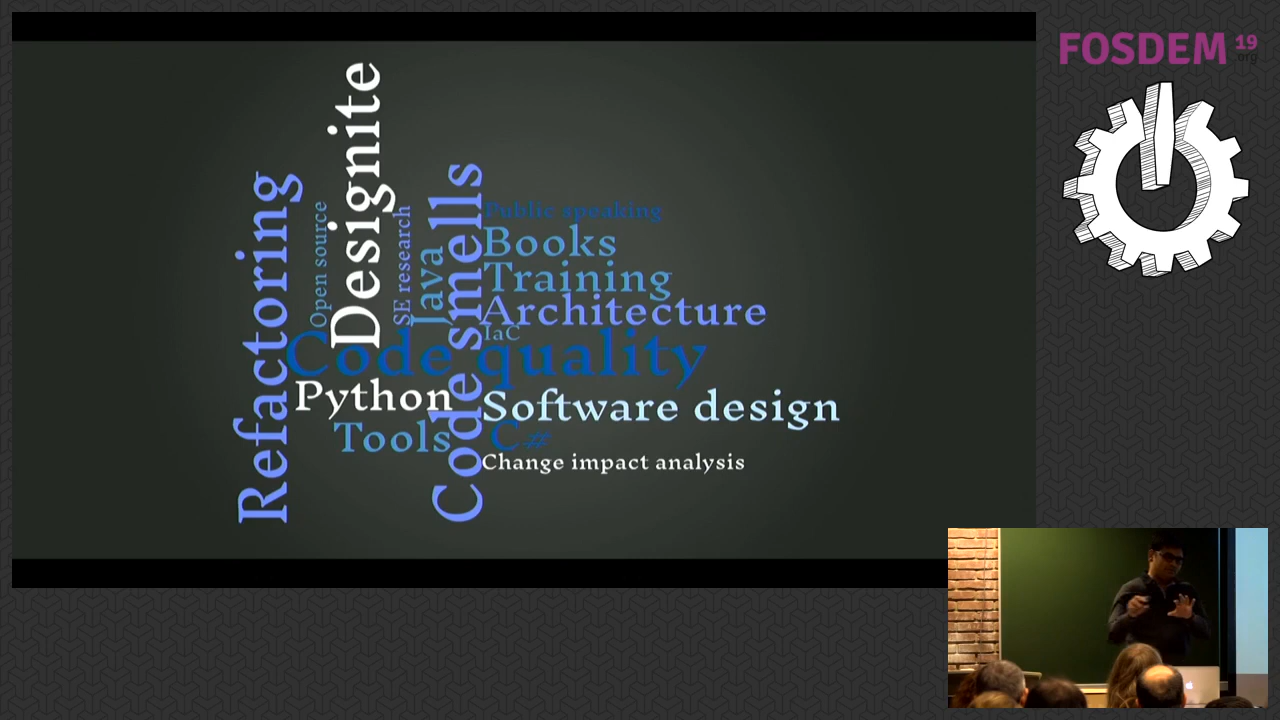 FOSDEM 19
.org
Refactoring
Open source
Designite
SE research
Java
Code smells
Public speaking
Books
Training
Architecture
IaC
Code quality
Python
Software design
Tools
C#
Change impact analysis